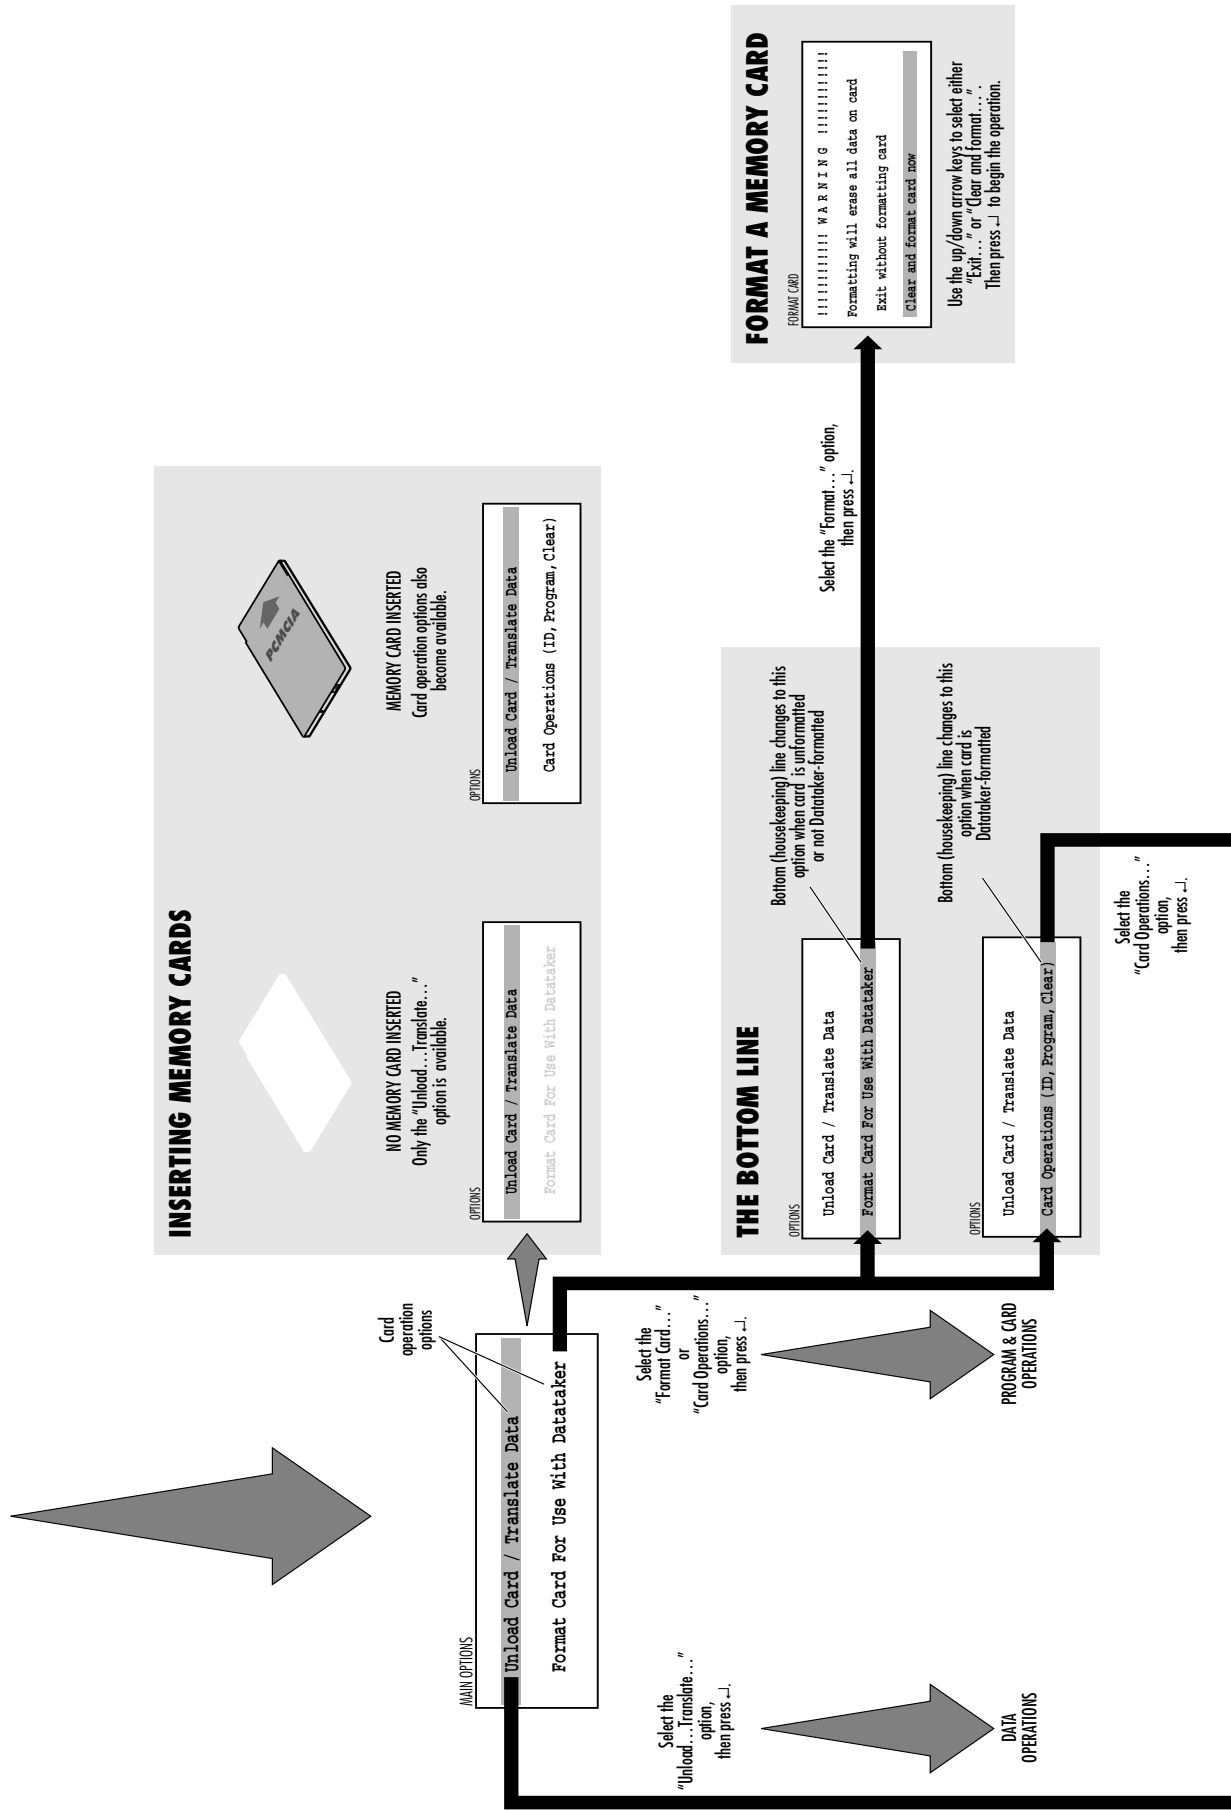 MAIN OPTIONS
Unload Card / Translate Data
Format Card For Use With Datataker
Card
operation
options
Select the
“Unload…Translate…”
option,
then press ↵.
DATA
OPERATIONS
Select the
“Format Card…”
or
“Card Operations…”
option,
then press ↵.
PROGRAM & CARD
OPERATIONS
INSERTING MEMORY CARDS
NO MEMORY CARD INSERTED
Only the “Unload…Translate…”
option is available.
OPTIONS
Unload Card / Translate Data
Format Card For Use With Datataker
PCMCIA
MEMORY CARD INSERTED
Card operation options also
become available.
OPTIONS
Unload Card / Translate Data
Card Operations (ID, Program, Clear)
THE BOTTOM LINE
OPTIONS
Unload Card / Translate Data
Format Card For Use With Datataker
Bottom (housekeeping) line changes to this
option when card is unformatted
or not Datataker-formatted
OPTIONS
Unload Card / Translate Data
Card Operations (ID, Program, Clear)
Bottom (housekeeping) line changes to this
option when card is
Datataker-formatted
Select the
“Card Operations…”
option,
then press ↵.
Select the “Format…” option,
then press ↵.
FORMAT A MEMORY CARD
FORMAT CARD
!!!!!!!!!!!! W A R N I N G !!!!!!!!!!!!!
Formatting will erase all data on card
Exit without formatting card
Clear and format card now
Use the up/down arrow keys to select either
“Exit…” or “Clear and format…”.
Then press ↵ to begin the operation.